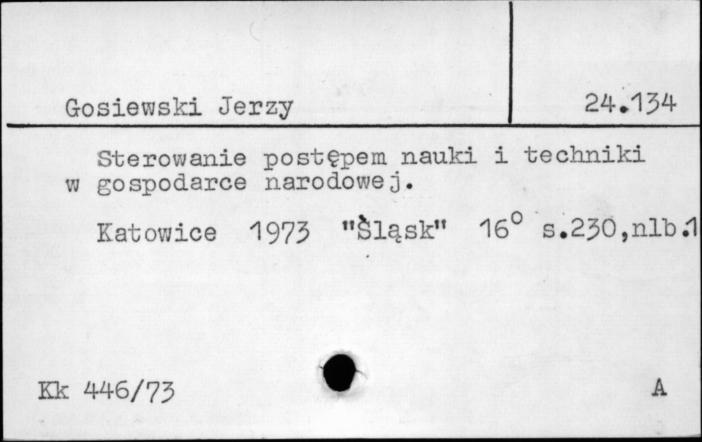 Gosiewski Jerzy 24.134
Sterowanie postępem nauki i techniki
w gospodarce narodowej.
Katowice 1973 "Śląsk" 16° s.230,nlb.1
Kk 446/73 A